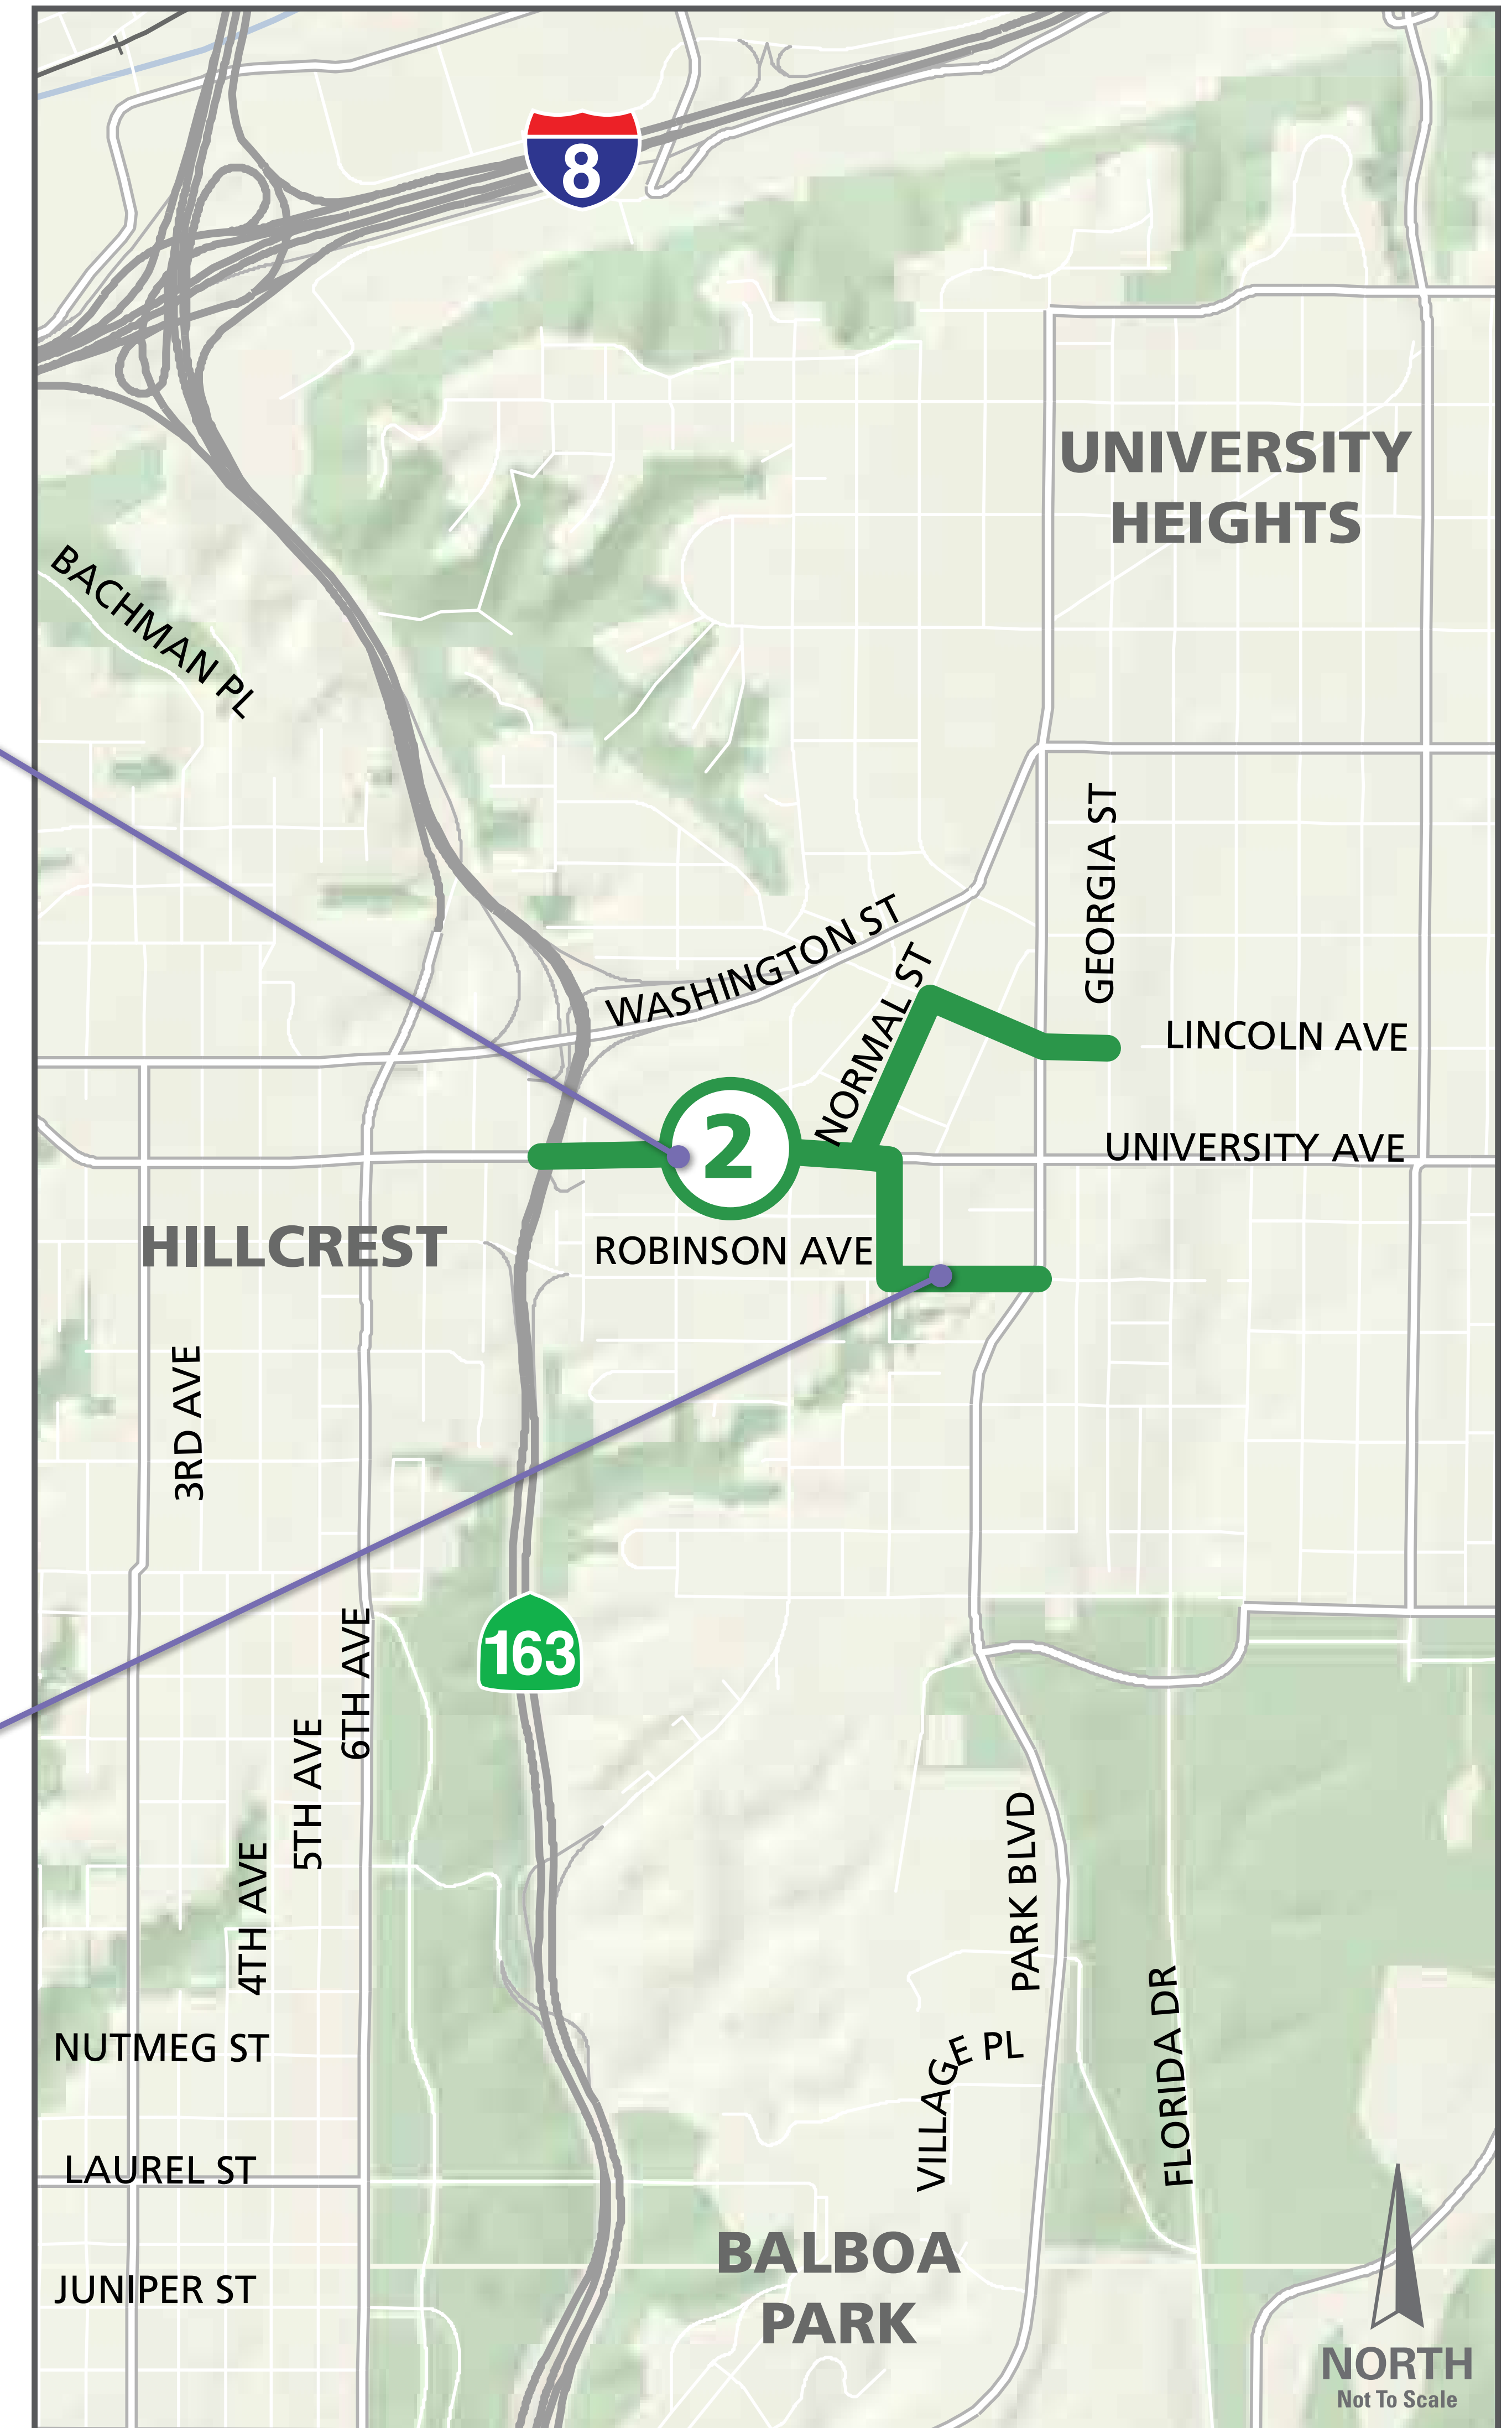 8
UNIVERSITY
HEIGHTS
BACHMAN PL
GEORGIA ST
WASHINGTON ST
NORMAL ST
LINCOLN AVE
2
UNIVERSITY AVE
HILLCREST
ROBINSON AVE
3RD AVE
163
6TH AVE
5TH AVE
4TH AVE
PARK BLVD
FLORIDA DR
NUTMEG ST
VILLAGE PL
LAUREL ST
BALBOA
PARK
JUNIPER ST
NORTH
Not To Scale